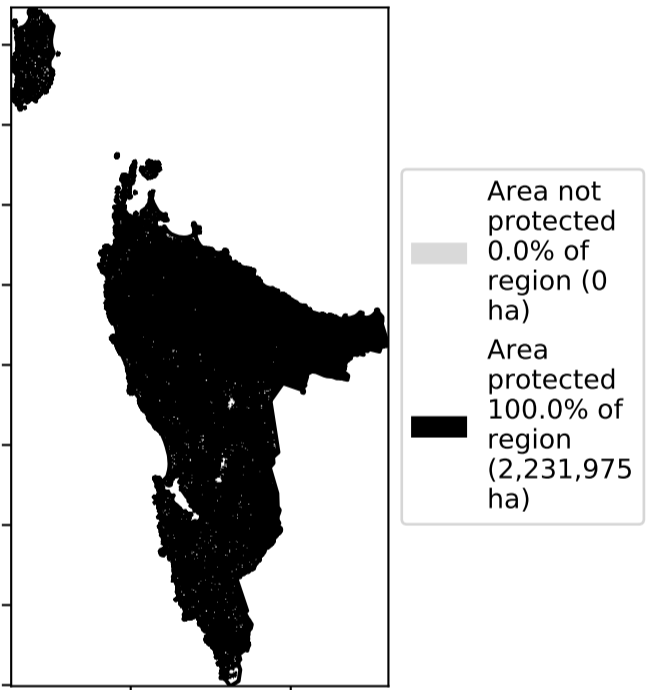 Area not
protected
0.0% of
region (0
ha)
Area
protected
100.0% of
region
(2,231,975
ha)